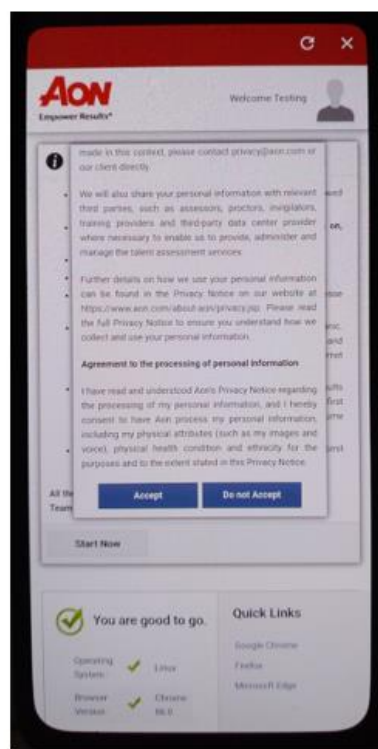 AON
Empower Results®
Welcome Testing
made in this context, please contact privacy@aon.com or
our client directly.
We will also share your personal information with relevant
third parties, such as assessors, proctors, invigilators,
training providers and third-party data center provider
where necessary to enable us to provide, administer and
manage the talent assessment services.
Further details on how we use your personal information
can be found in the Privacy Notice on our website at
https://www.aon.com/about-aon/privacy.jsp. Please read
the full Privacy Notice to ensure you understand how we
collect and use your personal information.
Agreement to the processing of personal information
I have read and understood Aon's Privacy Notice regarding
the processing of my personal information, and I hereby
consent to have Aon process my personal information,
including my physical attributes (such as my images and
voice), physical health condition and ethnicity for the
purposes and to the extent stated in this Privacy Notice.
on,
and
first
All the
Team
Accept
Do not Accept
Start Now
You are good to go.
Operating
System
Linux
Browser
Version
Chrome
86.0
Quick Links
Google Chrome
Firefox
Microsoft Edge